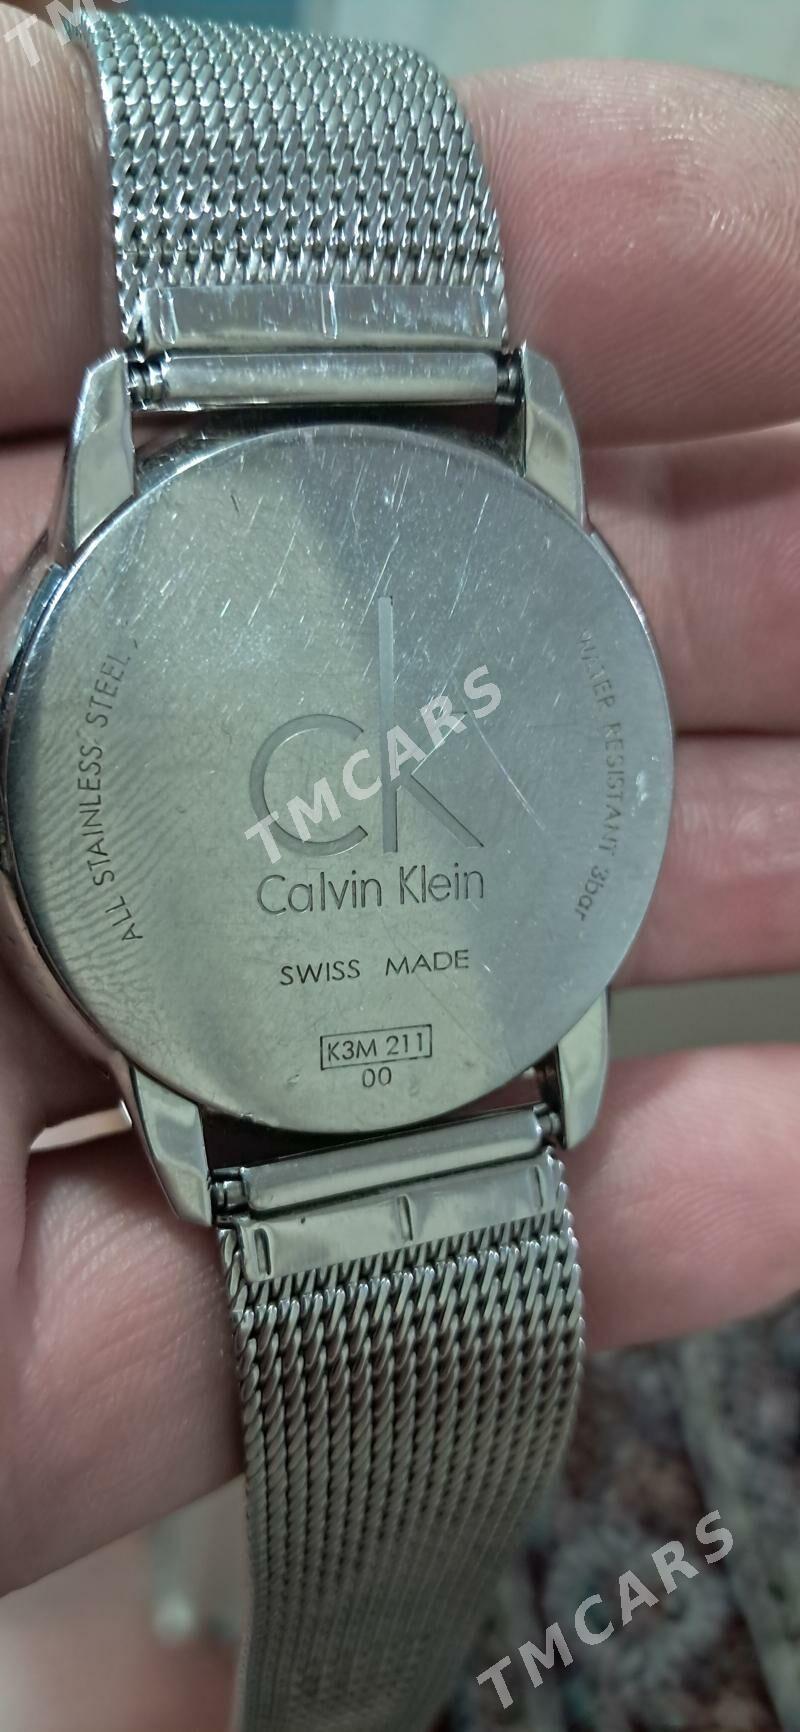 TMCARS
ALL STAINLESS STEEL
WATER RESISTANT 3bar
ck
TMCARS
Calvin Klein
SWISS MADE
K3M 211
00
TMCARS